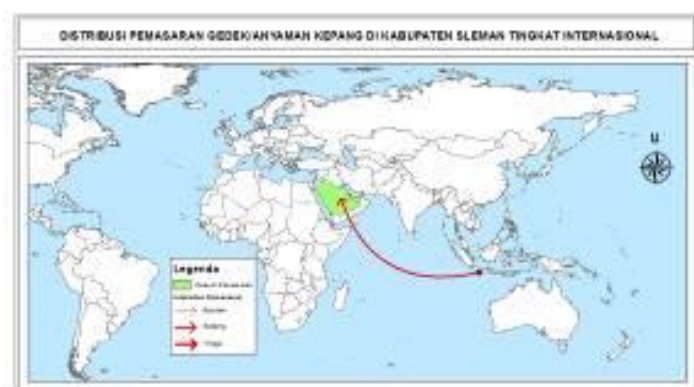 DISTRIBUSI PEMASARAN GEDEK/ANYAMAN KEPANG DI KABUPATEN SLEMAN TINGKAT INTERNASIONAL
U
Legenda
Sedang
Tinggi